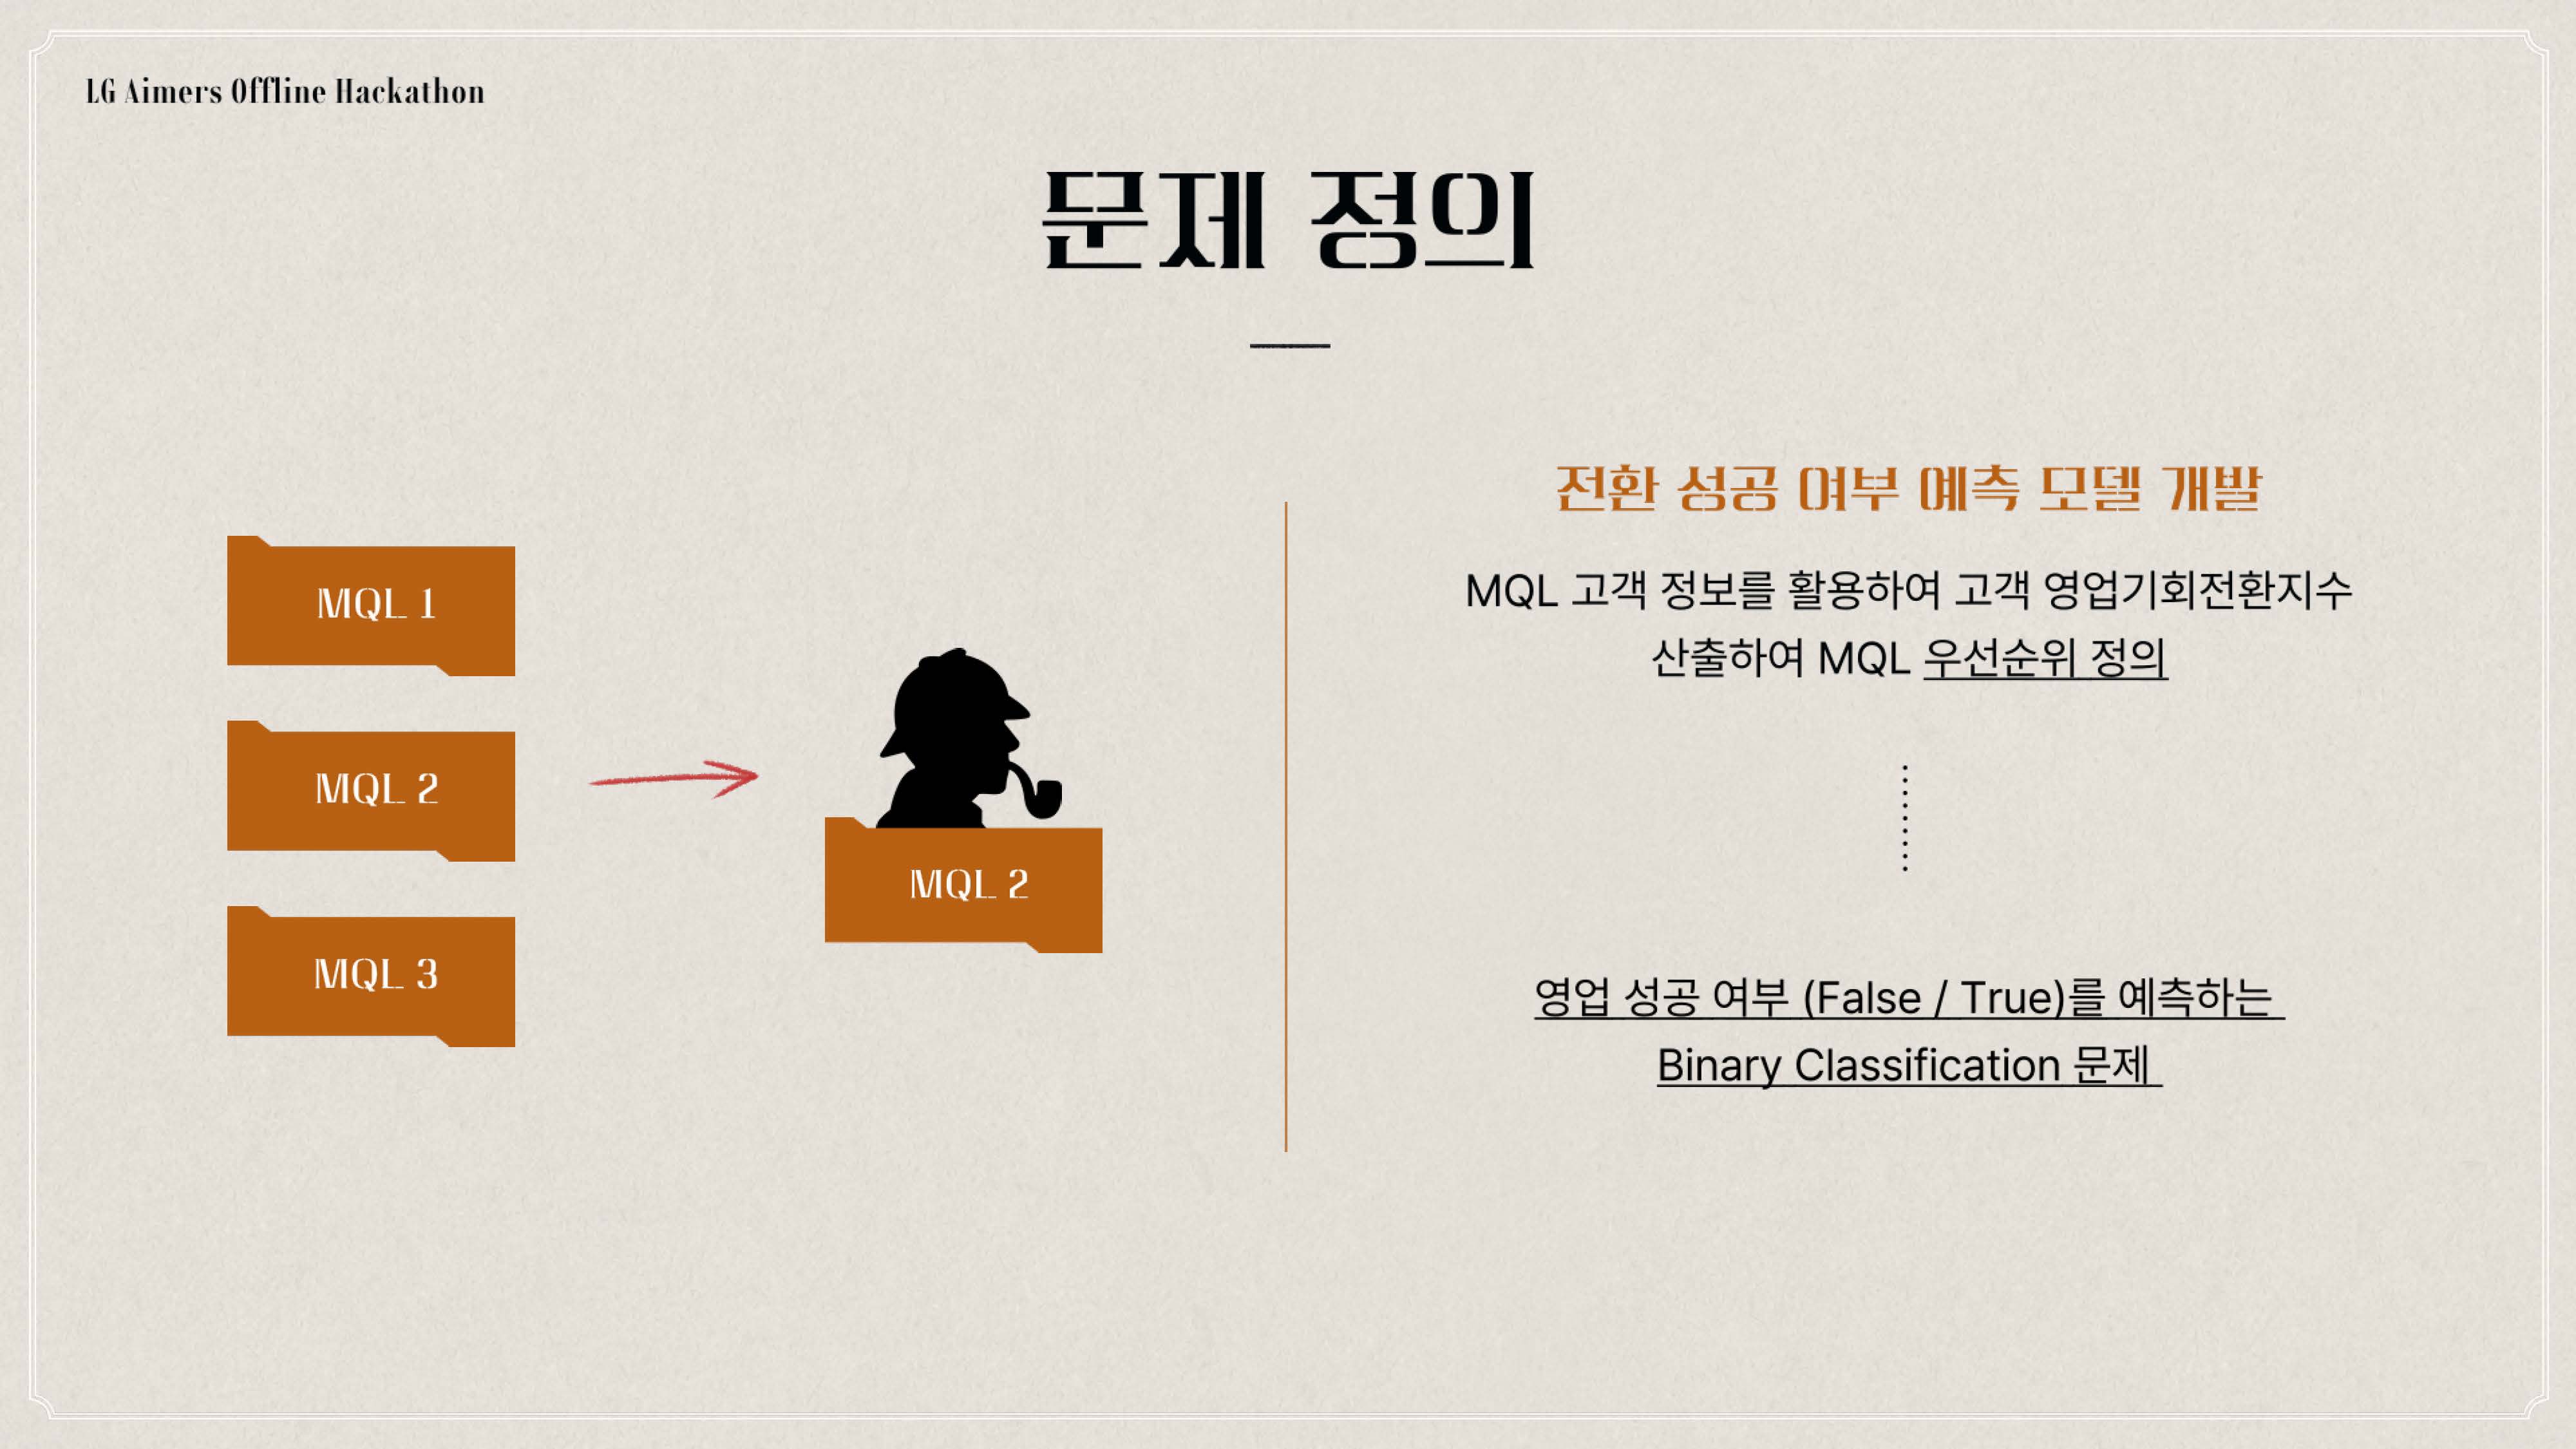 LG Aimers Offline Hackathon
문제 정의
MQL 1
MQL 2
MQL 3
MQL 2
전환 성공 여부 예측 모델 개발
MQL 고객 정보를 활용하여 고객 영업기회전환지수
산출하여 MQL 우선순위 정의
영업 성공 여부 (False / True)를 예측하는
Binary Classification 문제